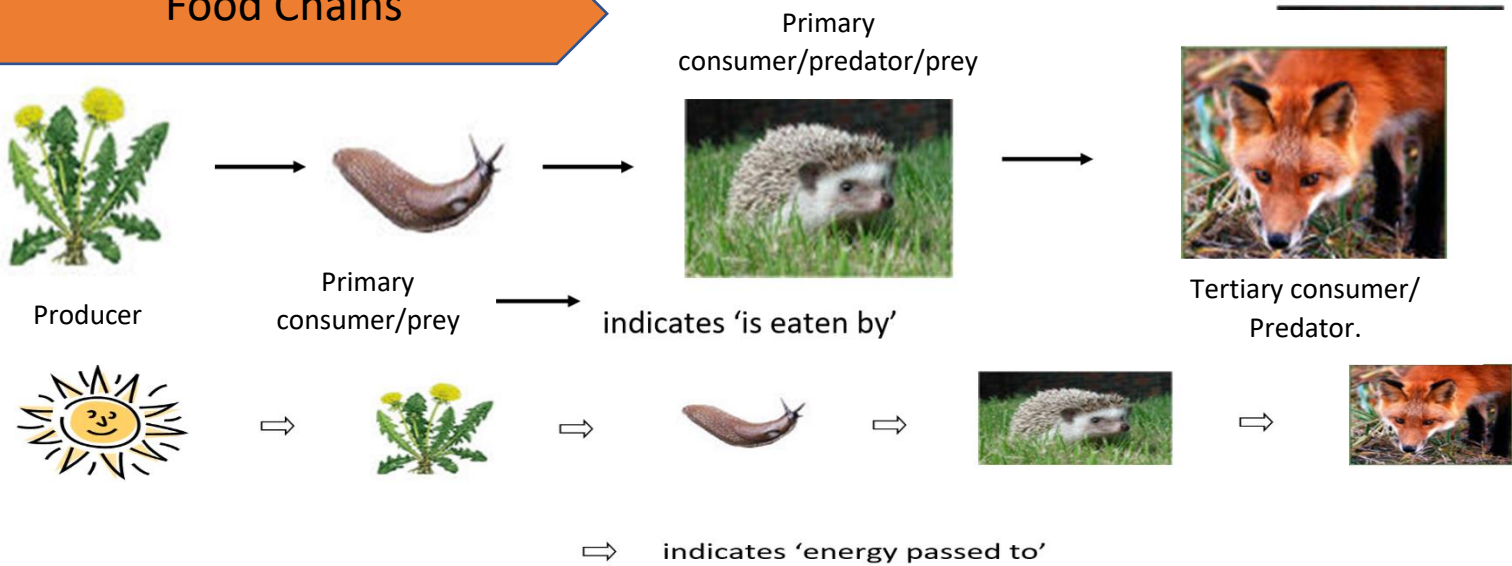 Food Chains
Primary
consumer/predator/prey
Producer
Primary
consumer/prey
indicates ‘is eaten by’
Tertiary consumer/
Predator.
indicates ‘energy passed to’